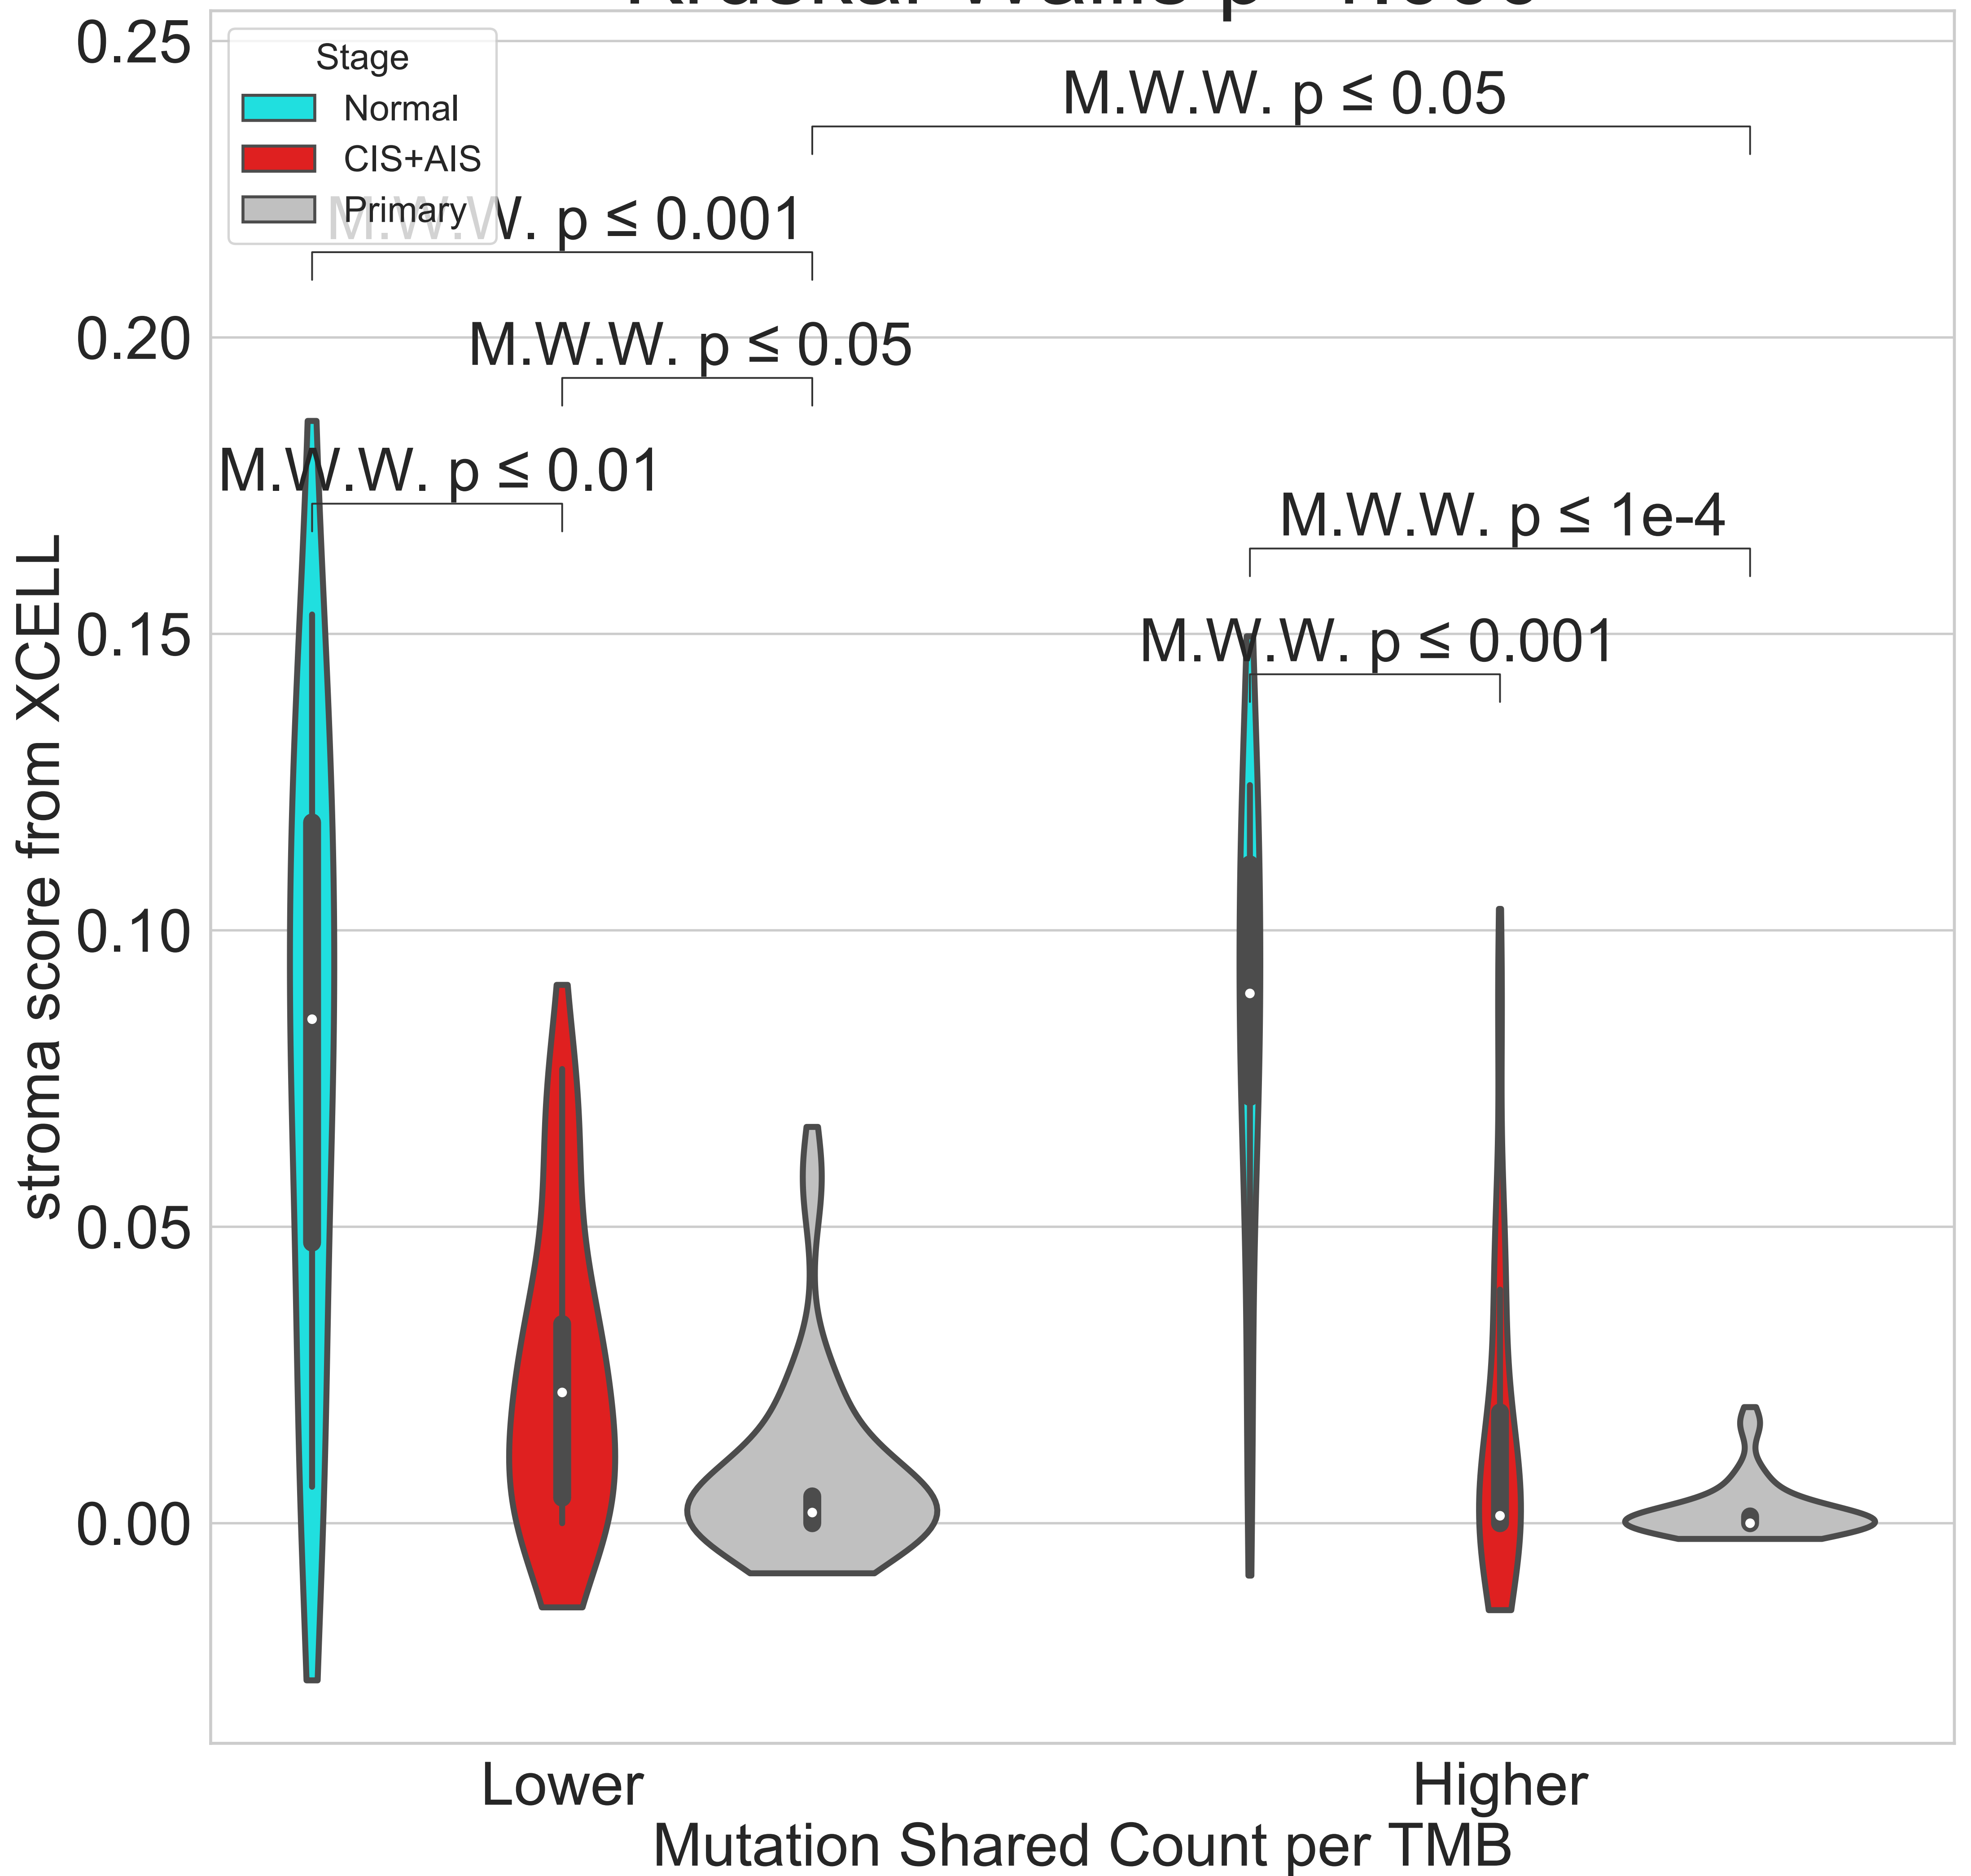 0.25
Stage
Normal
CIS+AIS
Primary
M.W.W. p ≤ 0.05
M.W.W. p ≤ 0.001
0.20
M.W.W. p ≤ 0.05
M.W.W. p ≤ 0.01
M.W.W. p ≤ 1e-4
M.W.W. p ≤ 0.001
0.15
0.10
0.05
0.00
stroma score from XCELL
Lower
Higher
Mutation Shared Count per TMB